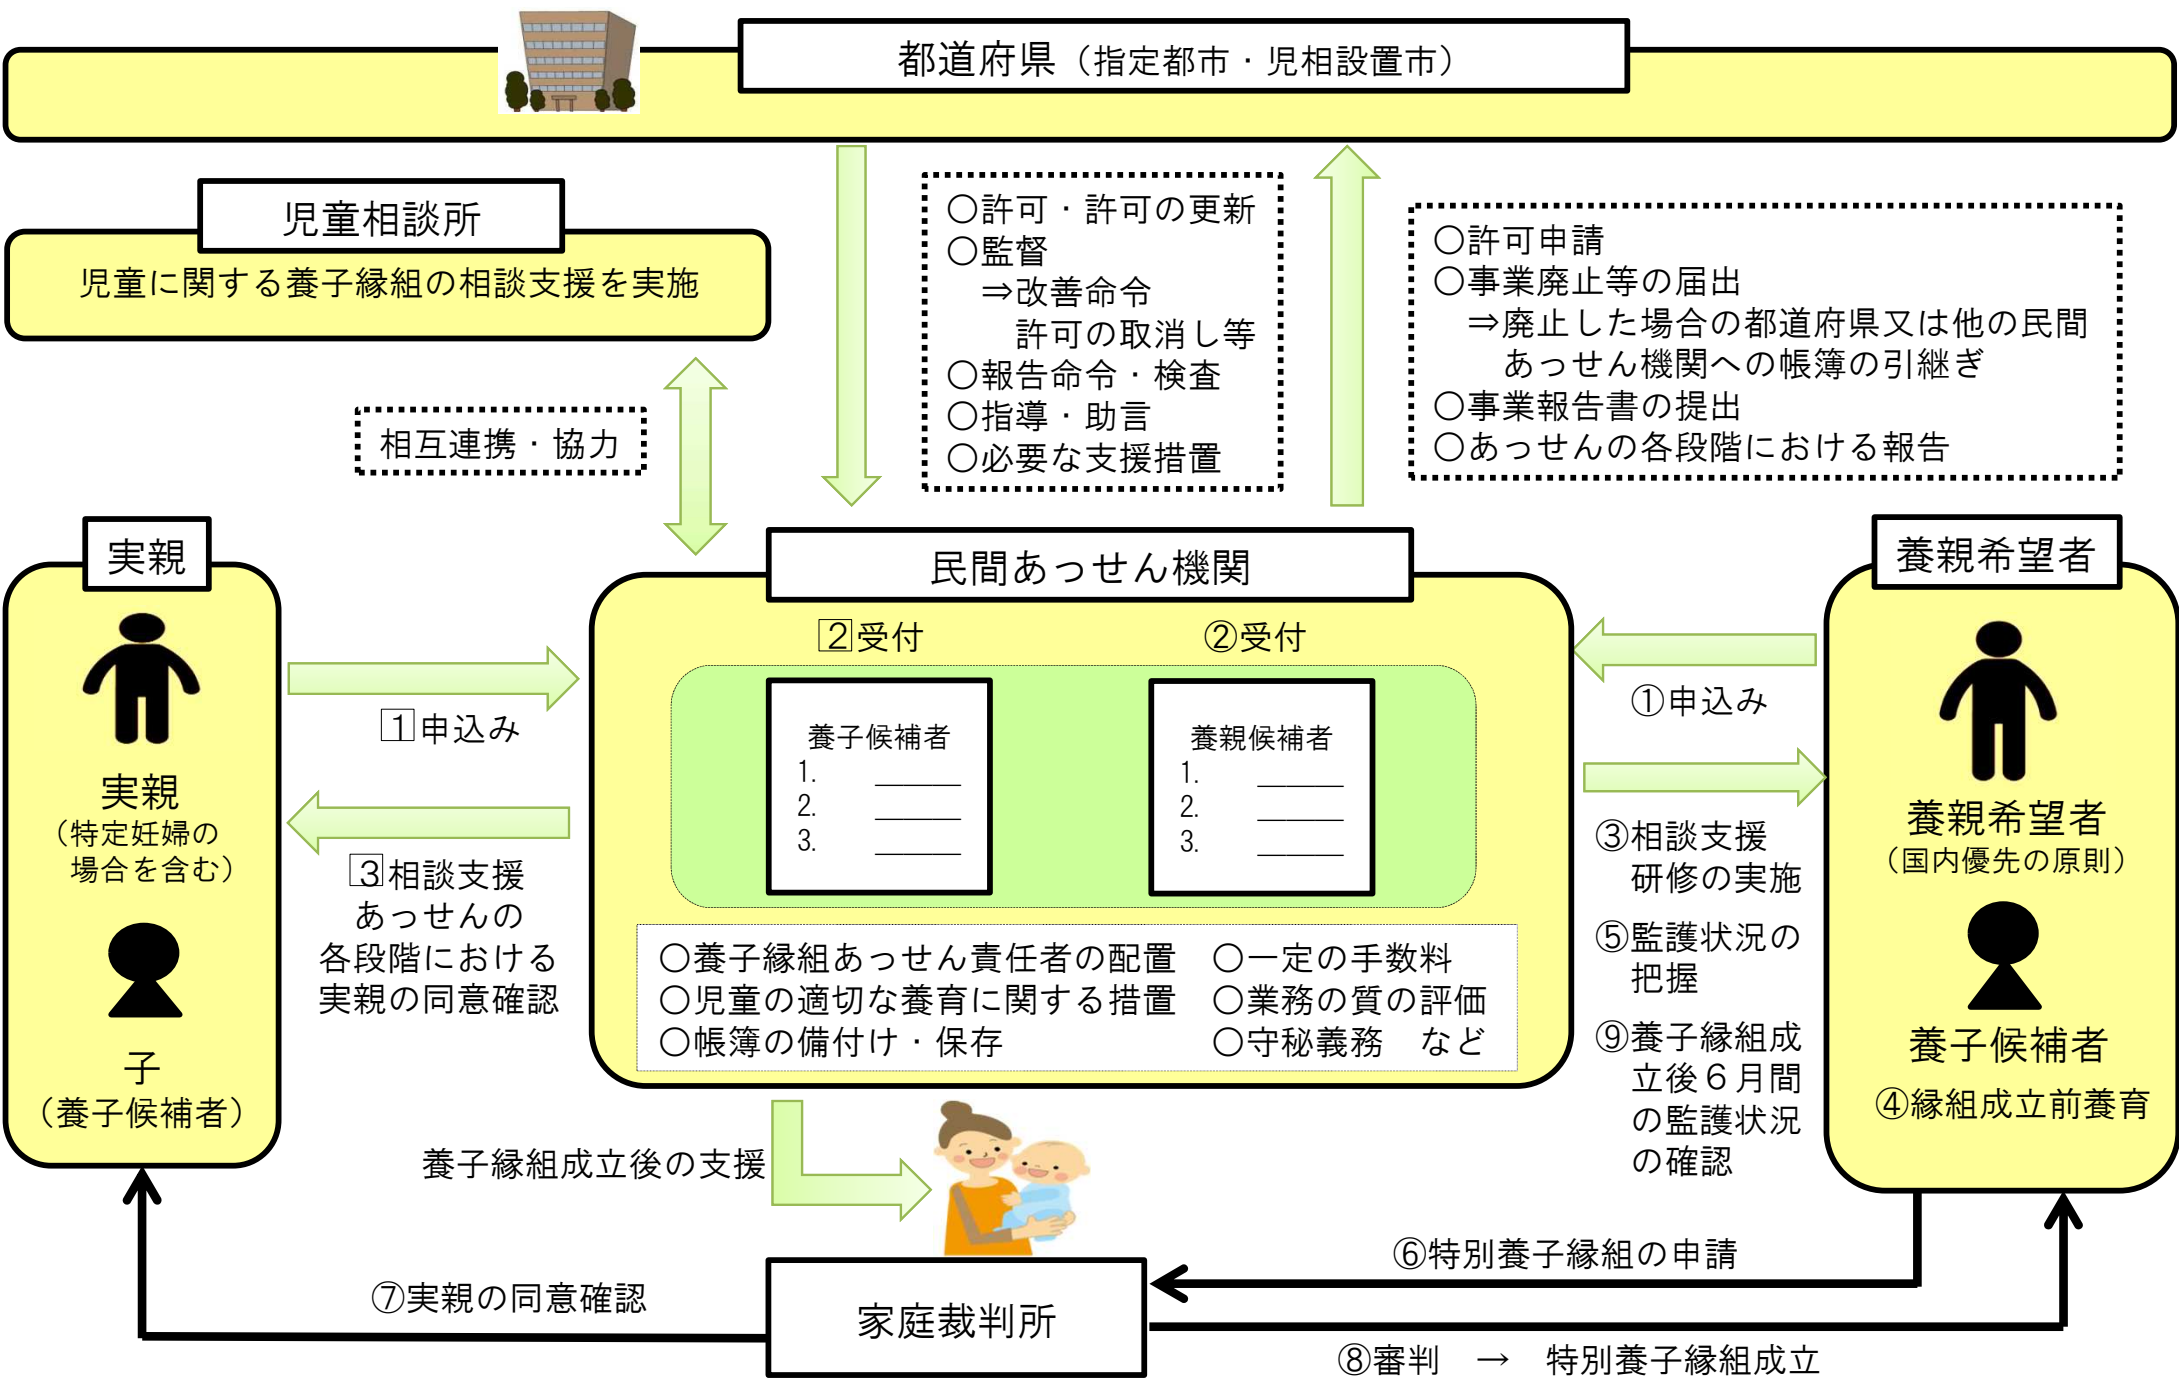 都道府県（指定都市・児相設置市）
児童相談所
児童に関する養子縁組の相談支援を実施
相互連携・協力
○許可・許可の更新
○監督
⇒改善命令
許可の取消し等
○報告命令・検査
○指導・助言
○必要な支援措置
○許可申請
○事業廃止等の届出
⇒廃止した場合の都道府県又は他の民間
あっせん機関への帳簿の引継ぎ
○事業報告書の提出
○あっせんの各段階における報告
実親
実親
（特定妊婦の
場合を含む）
子
（養子候補者）
1申込み
3相談支援
あっせんの
各段階における
実親の同意確認
民間あっせん機関
2受付
②受付
養子候補者
1. ______
2. ______
3. ______
養親候補者
1. ______
2. ______
3. ______
○養子縁組あっせん責任者の配置　○一定の手数料
○児童の適切な養育に関する措置　○業務の質の評価
○帳簿の備付け・保存　○守秘義務　など
①申込み
③相談支援
研修の実施
⑤監護状況の
把握
⑨養子縁組成
立後６月間
の監護状況
の確認
養親希望者
養親希望者
（国内優先の原則）
養子候補者
④縁組成立前養育
養子縁組成立後の支援
⑥特別養子縁組の申請
⑦実親の同意確認
家庭裁判所
⑧審判　→　特別養子縁組成立